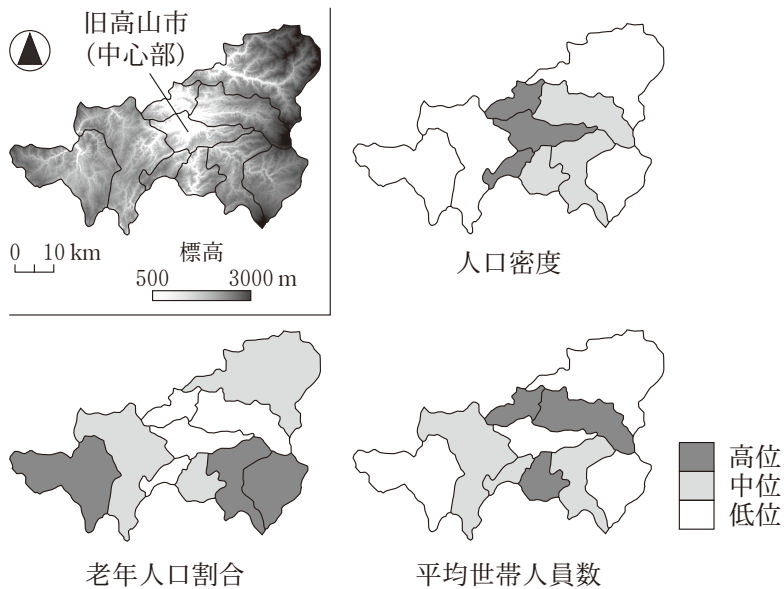 旧高山市
（中心部）
0 10 km
標高
500 3000 m
人口密度
老年人口割合
平均世帯人員数
高位
中位
低位